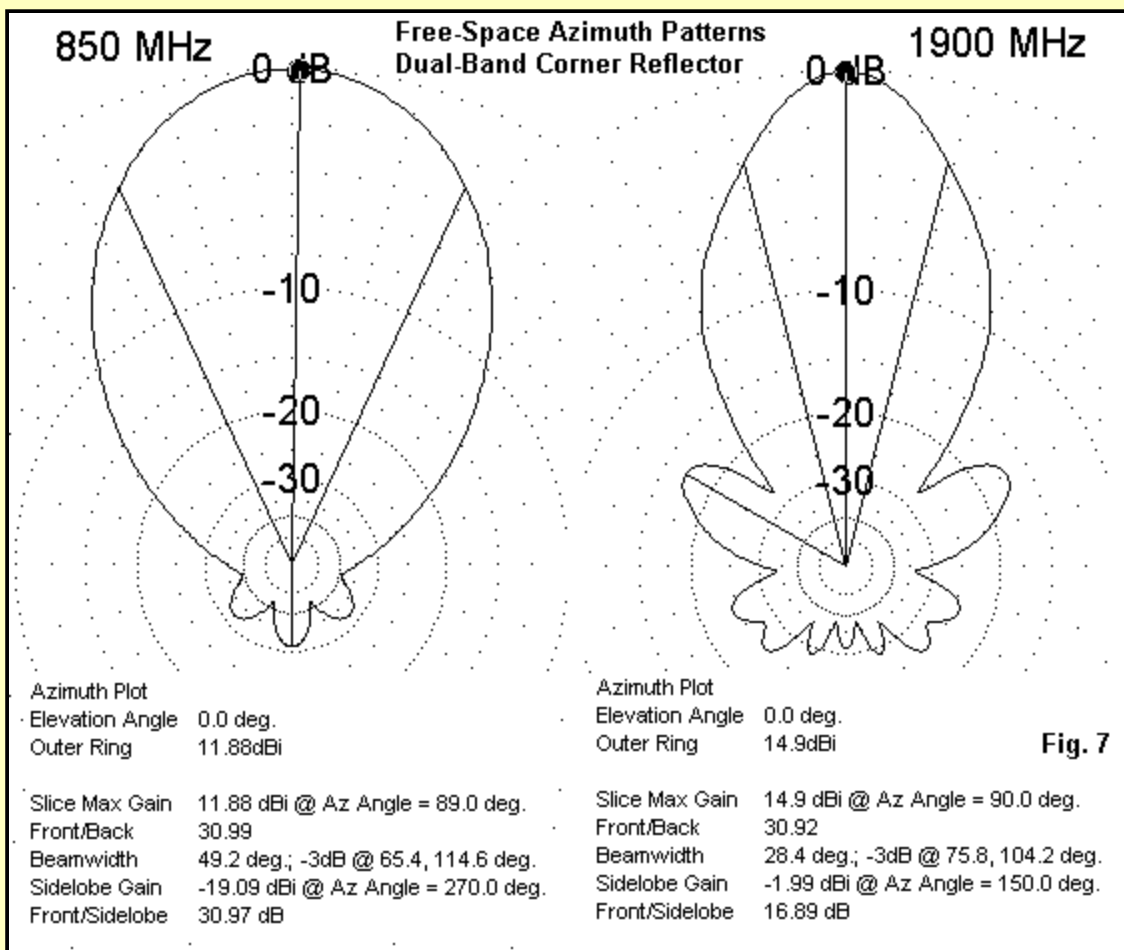 850 MHz
Free-Space Azimuth Patterns
Dual-Band Corner Reflector
1900 MHz
0 dB
-10
-20
-30
0 dB
-10
-20
-30
Azimuth Plot
Elevation Angle 0.0 deg.
Outer Ring 11.88dBi
Slice Max Gain 11.88 dBi @ Az Angle = 89.0 deg.
Front/Back 30.99
Beamwidth 49.2 deg.; -3dB @ 65.4, 114.6 deg.
Sidelobe Gain -19.09 dBi @ Az Angle = 270.0 deg.
Front/Sidelobe 30.97 dB
Azimuth Plot
Elevation Angle 0.0 deg.
Outer Ring 14.9dBi
Fig. 7
Slice Max Gain 14.9 dBi @ Az Angle = 90.0 deg.
Front/Back 30.92
Beamwidth 28.4 deg.; -3dB @ 75.8, 104.2 deg.
Sidelobe Gain -1.99 dBi @ Az Angle = 150.0 deg.
Front/Sidelobe 16.89 dB